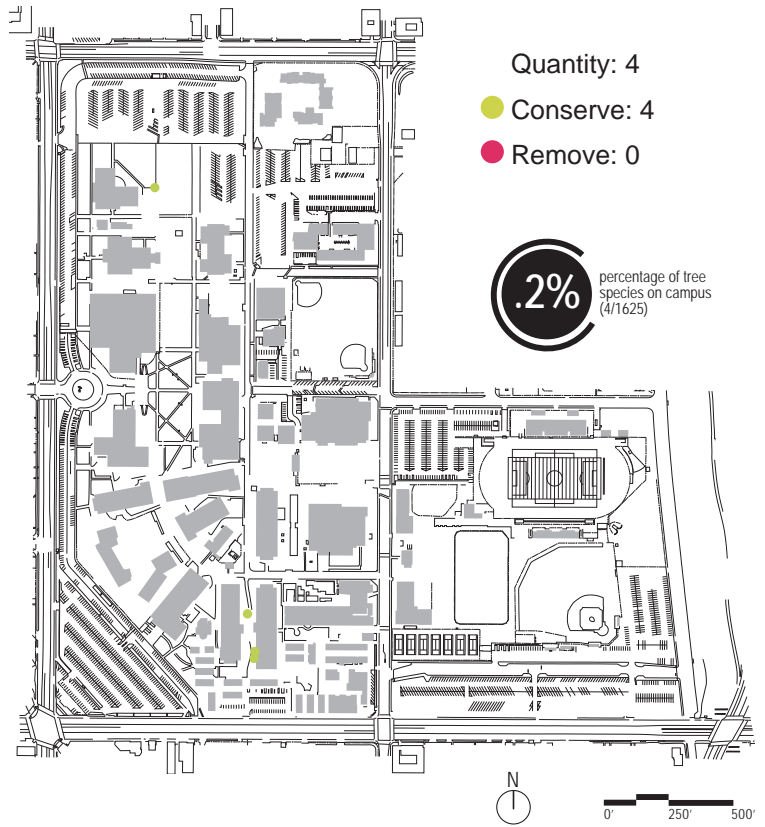 Quantity: 4
Conserve: 4
Remove: 0
.2%
percentage of tree
species on campus
(4/1625)
N
0' 250' 500'